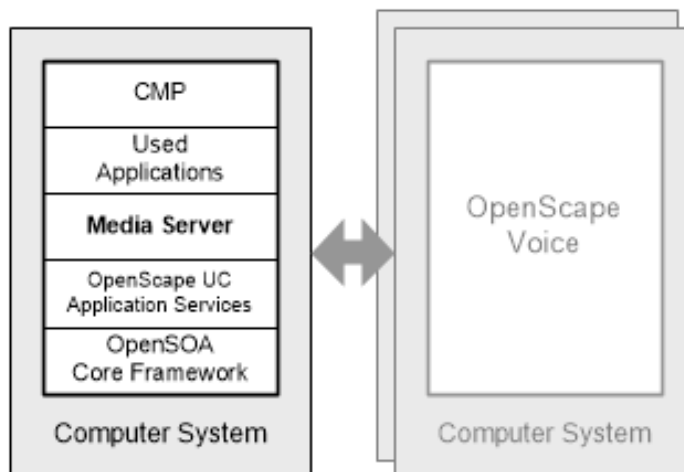 CMP
Used
Applications
Media Server
OpenScape UC
Application Services
OpenSOA
Core Framework
Computer System
OpenScape
Voice
Computer System